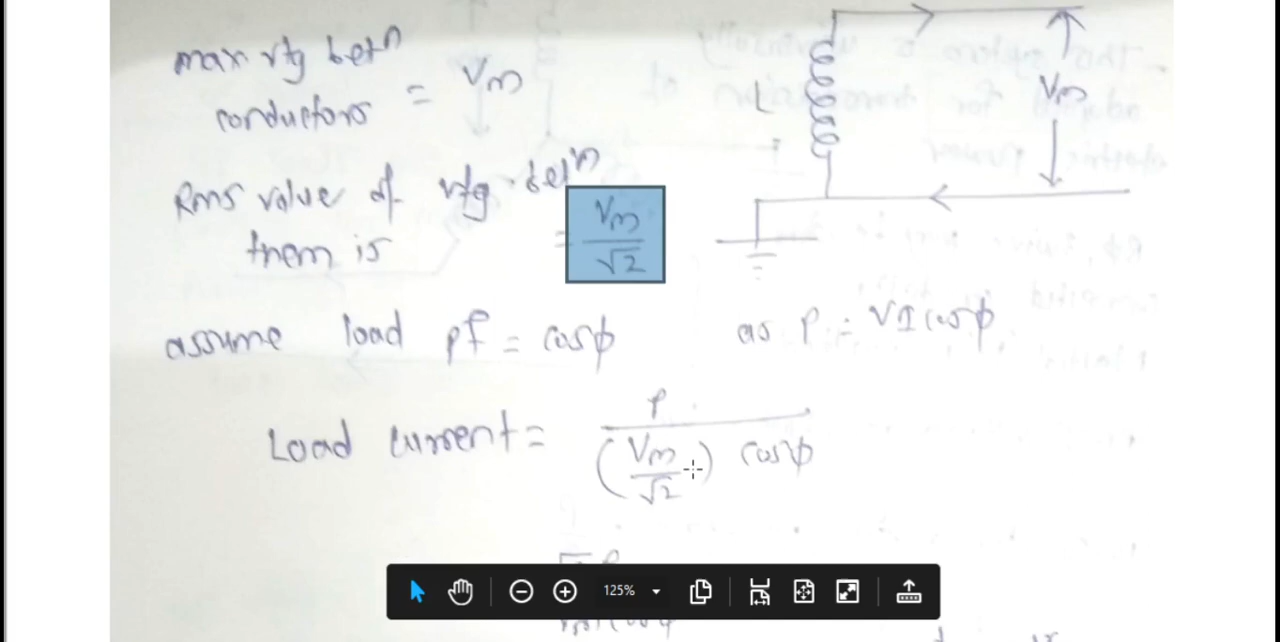 max vtg betⁿ
conductors = Vm
Vm
L
Rms value of vtg. betⁿ
them is = Vm/√2
assume load pf = cosϕ as P = VI cosϕ
Load current = P
(Vm/√2) cosϕ
125%